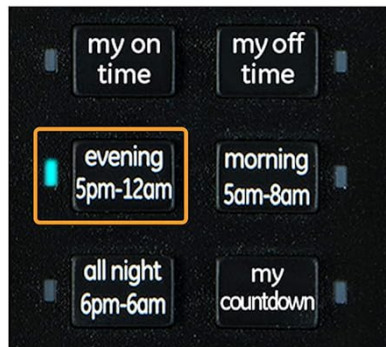 my on
time
my off
time
evening
5pm-12am
morning
5am-8am
all night
6pm-6am
my
countdown